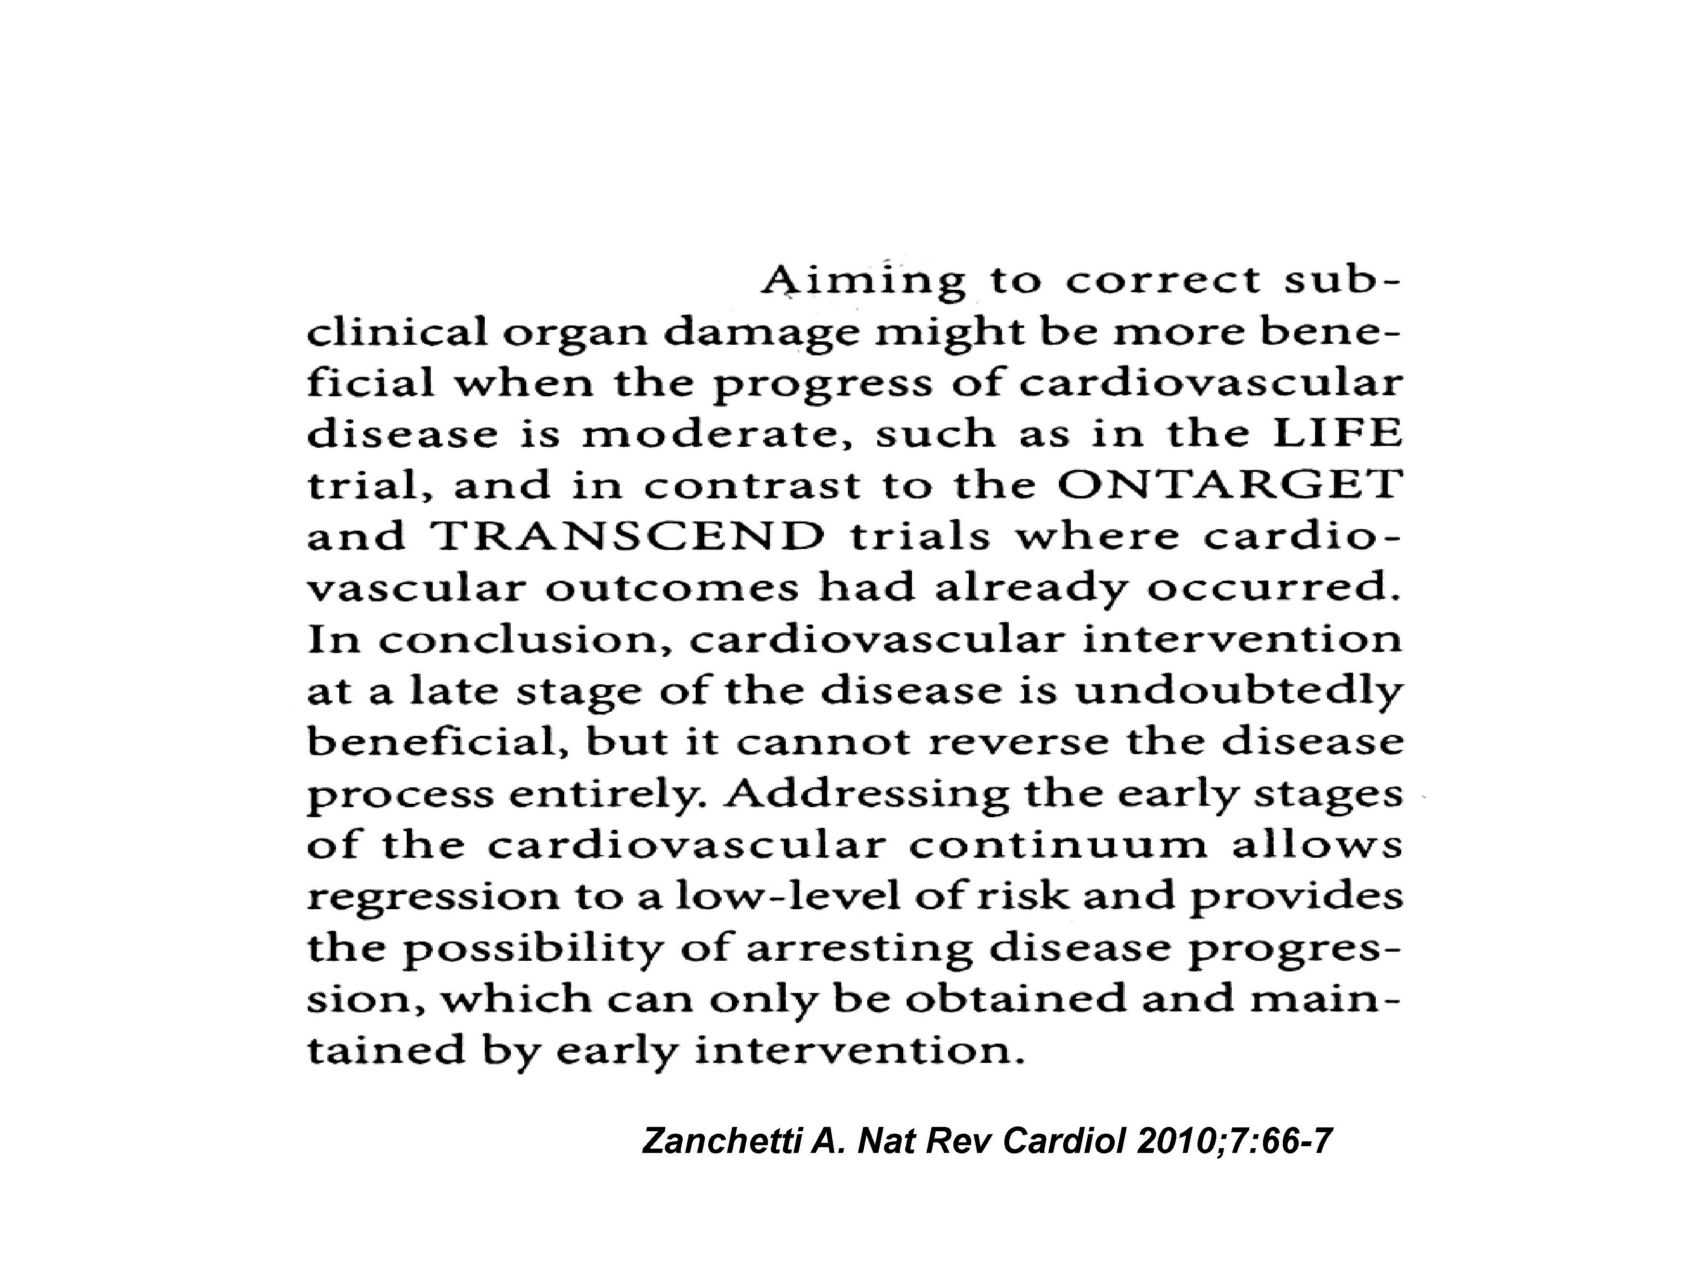 Aiming to correct sub-
clinical organ damage might be more bene-
ficial when the progress of cardiovascular
disease is moderate, such as in the LIFE
trial, and in contrast to the ONTARGET
and TRANSCEND trials where cardio-
vascular outcomes had already occurred.
In conclusion, cardiovascular intervention
at a late stage of the disease is undoubtedly
beneficial, but it cannot reverse the disease
process entirely. Addressing the early stages
of the cardiovascular continuum allows
regression to a low-level of risk and provides
the possibility of arresting disease progres-
sion, which can only be obtained and main-
tained by early intervention.
Zanchetti A. Nat Rev Cardiol 2010;7:66-7